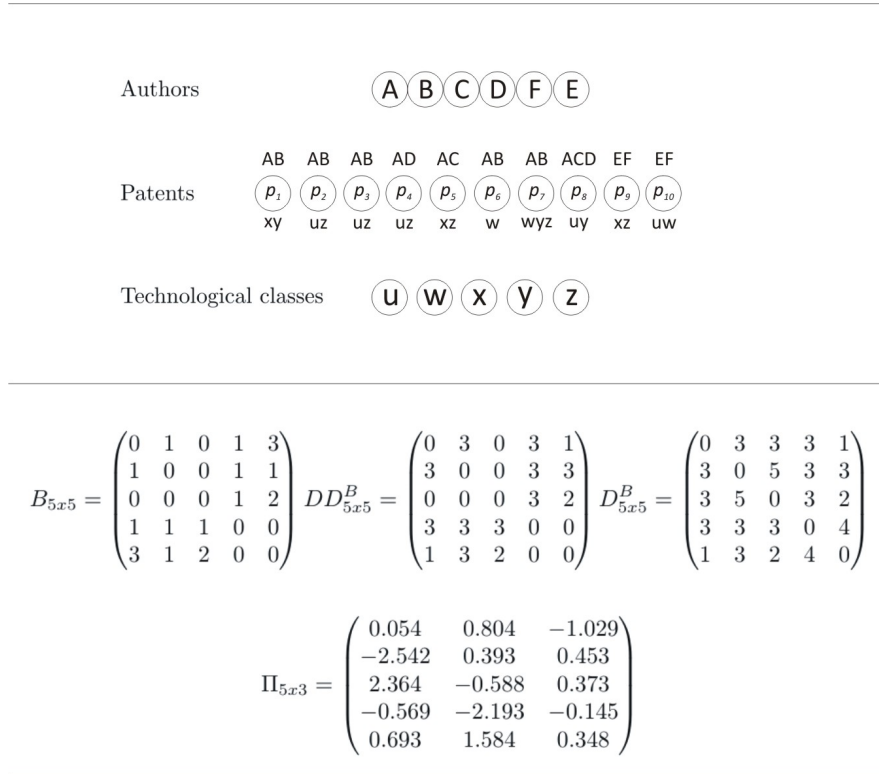 Authors A B C D F E
AB AB AB AD AC AB AB ACD EF EF
Patents p₁ p₂ p₃ p₄ p₅ p₆ p₇ p₈ p₉ p₁₀
xy uz uz uz xz w wyz uy xz uw
Technological classes u w x y z
B₅ₓ₅ = (0 1 0 1 3) DD^B_5x5 = (0 3 0 3 1) D^B_5x5 = (0 3 3 3 1)
1 0 0 1 1 3 0 0 3 3 3 0 5 3 3
0 0 0 1 2 0 0 0 3 2 3 5 0 3 2
1 1 1 0 0 3 3 3 0 0 3 3 3 0 4
3 1 2 0 0 1 3 2 0 0 1 3 2 4 0
Π₅ₓ₃ = (0.054 0.804 −1.029)
−2.542 0.393 0.453
2.364 −0.588 0.373
−0.569 −2.193 −0.145
0.693 1.584 0.348